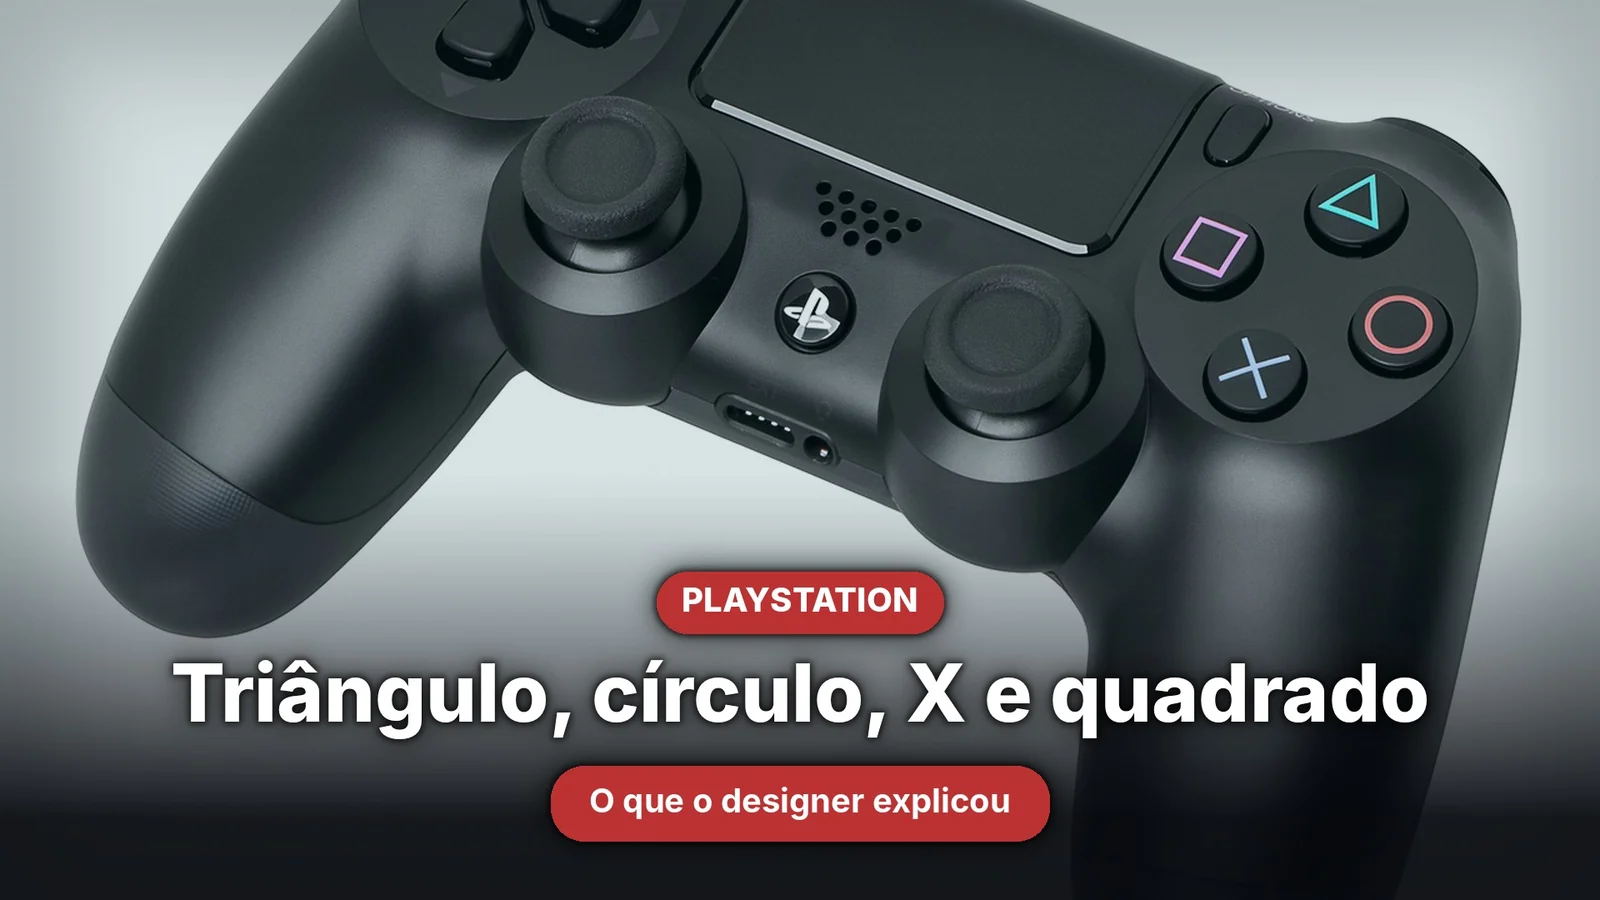 PLAYSTATION
Triângulo, círculo, X e quadrado
O que o designer explicou